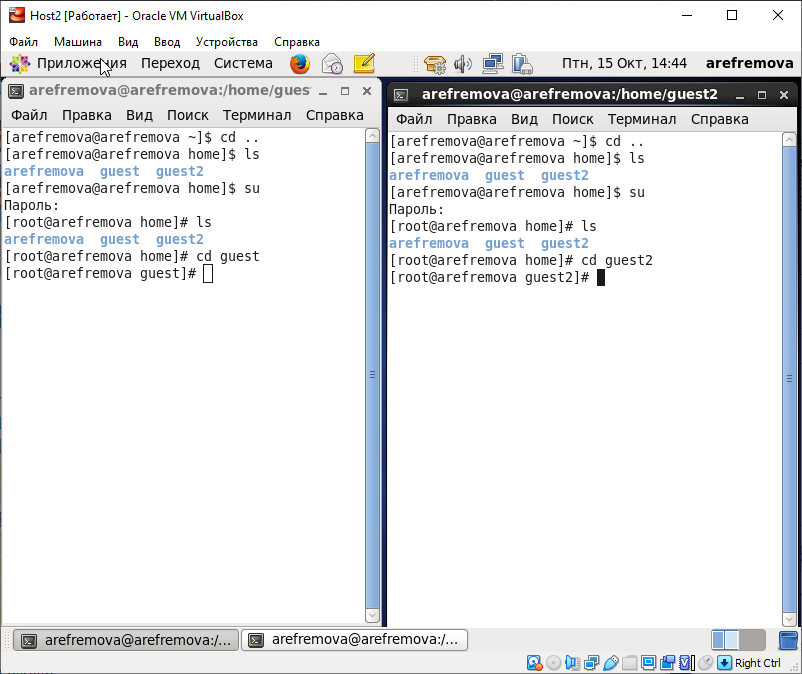 Host2 [Работает] - Oracle VM VirtualBox
Файл Машина Вид Ввод Устройства Справка
Приложения Переход Система Птн, 15 Окт, 14:44 arefremova
arefremova@arefremova:/home/gues
Файл Правка Вид Поиск Терминал Справка
[arefremova@arefremova ~]$ cd ..
[arefremova@arefremova home]$ ls
arefremova guest guest2
[arefremova@arefremova home]$ su
Пароль:
[root@arefremova home]# ls
arefremova guest guest2
[root@arefremova home]# cd guest
[root@arefremova guest]#
arefremova@arefremova:/home/guest2
Файл Правка Вид Поиск Терминал Справка
[arefremova@arefremova ~]$ cd ..
[arefremova@arefremova home]$ ls
arefremova guest guest2
[arefremova@arefremova home]$ su
Пароль:
[root@arefremova home]# ls
arefremova guest guest2
[root@arefremova home]# cd guest2
[root@arefremova guest2]#
arefremova@arefremova:/... arefremova@arefremova:/...
Right Ctrl